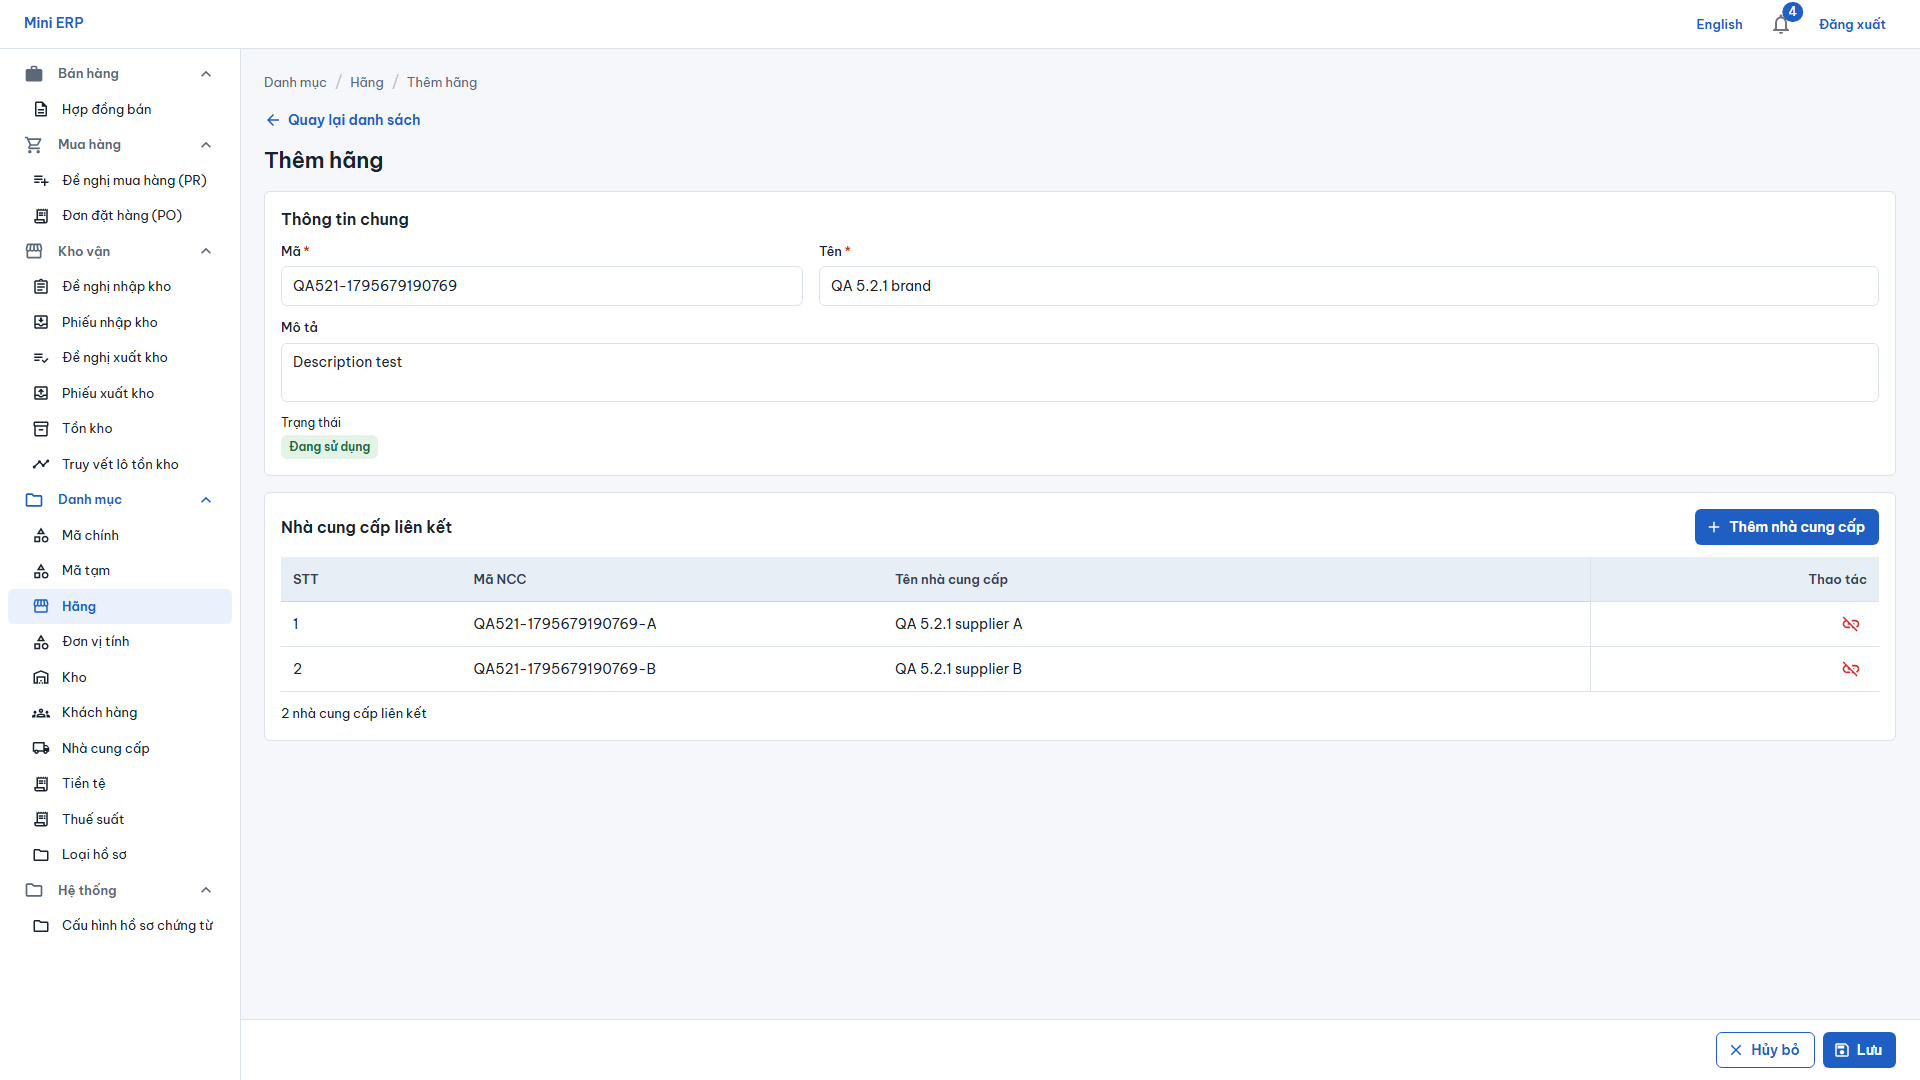 Mini ERP
English
4
Đăng xuất
Bán hàng
Hợp đồng bán
Mua hàng
Đề nghị mua hàng (PR)
Đơn đặt hàng (PO)
Kho vận
Đề nghị nhập kho
Phiếu nhập kho
Đề nghị xuất kho
Phiếu xuất kho
Tồn kho
Truy vết lô tồn kho
Danh mục
Mã chính
Mã tạm
Hãng
Đơn vị tính
Kho
Khách hàng
Nhà cung cấp
Tiền tệ
Thuế suất
Loại hồ sơ
Hệ thống
Cấu hình hồ sơ chứng từ
Danh mục / Hãng / Thêm hãng
Quay lại danh sách
Thêm hãng
Thông tin chung
Mã * Tên *
QA521-1795679190769 QA 5.2.1 brand
Mô tả
Description test
Trạng thái
Đang sử dụng
Nhà cung cấp liên kết
Thêm nhà cung cấp
STT Mã NCC Tên nhà cung cấp Thao tác
1 QA521-1795679190769-A QA 5.2.1 supplier A
2 QA521-1795679190769-B QA 5.2.1 supplier B
2 nhà cung cấp liên kết
Hủy bỏ
Lưu